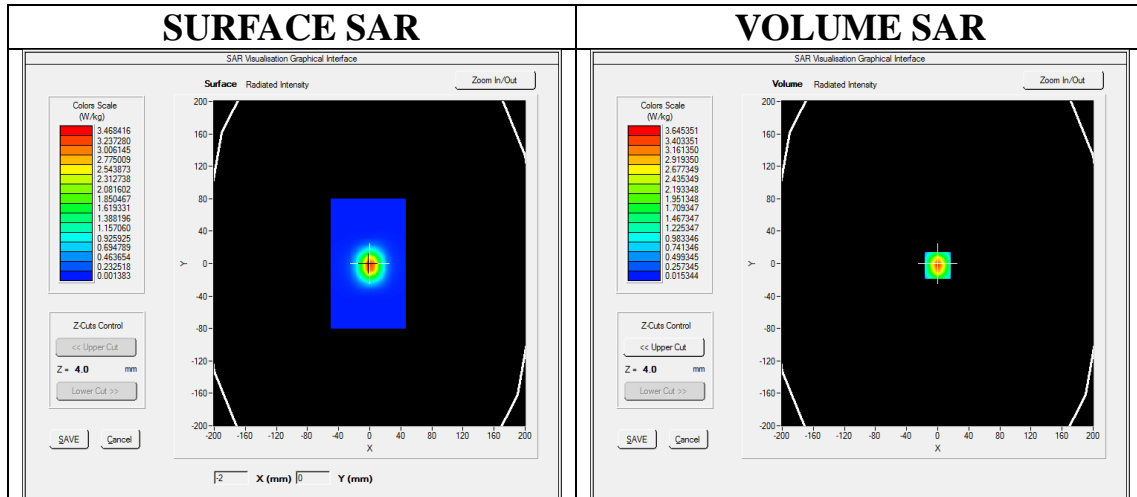 SURFACE SAR
VOLUME SAR
SAR Visualisation Graphical Interface
Surface Radiated Intensity
Zoom In/Out
Colors Scale
(W/kg)
3.468416
3.237280
3.006145
2.775009
2.543873
2.312738
2.081602
1.850467
1.619331
1.388196
1.157060
0.925925
0.694789
0.463654
0.232518
0.001383
Z-Cuts Control
<< Upper Cut
Z = 4.0 mm
Lower Cut >>
SAVE Cancel
200
160
120
80
40
0
-40
-80
-120
-160
-200
Y
-200 -160 -120 -80 -40 0 40 80 120 160 200
X
-2 X (mm) 0 Y (mm)
SAR Visualisation Graphical Interface
Volume Radiated Intensity
Zoom In/Out
Colors Scale
(W/kg)
3.645351
3.403351
3.161350
2.919350
2.677349
2.435349
2.193348
1.951348
1.709347
1.467347
1.225347
0.983346
0.741346
0.499345
0.257345
0.015344
Z-Cuts Control
<< Upper Cut
Z = 4.0 mm
Lower Cut >>
SAVE Cancel
200
160
120
80
40
0
-40
-80
-120
-160
-200
Y
-200 -160 -120 -80 -40 0 40 80 120 160 200
X